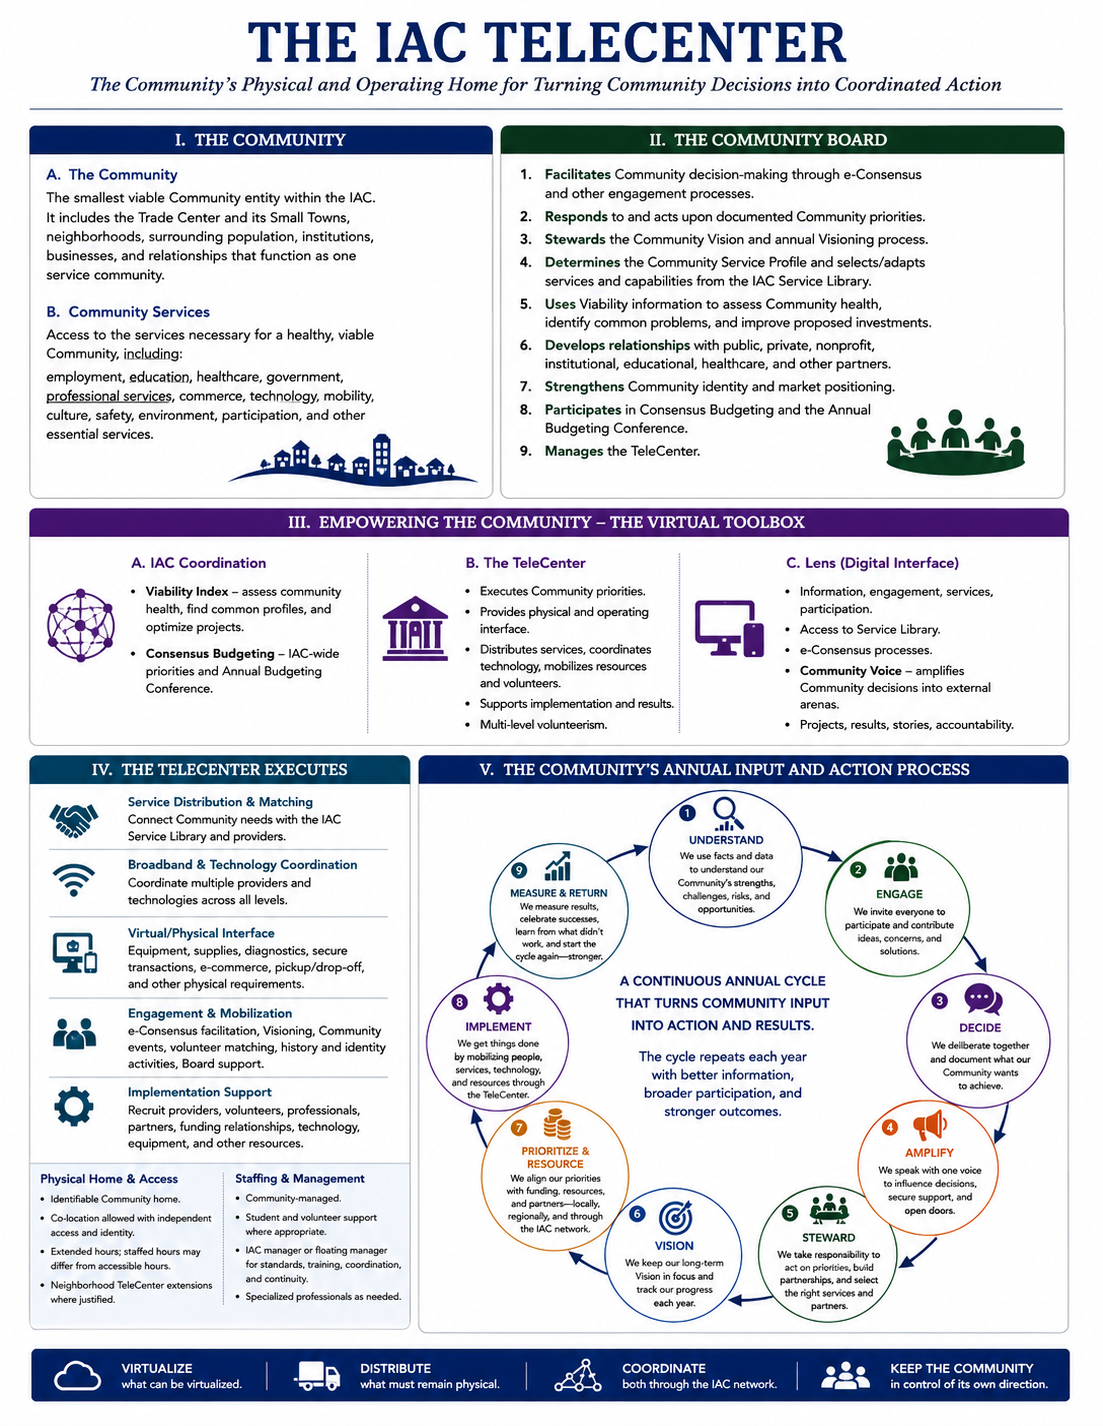 THE IAC TELECENTER
The Community's Physical and Operating Home for Turning Community Decisions into Coordinated Action
I. THE COMMUNITY
A. The Community
The smallest viable Community entity within the IAC.
It includes the Trade Center and its Small Towns,
neighborhoods, surrounding population, institutions,
businesses, and relationships that function as one
service community.
B. Community Services
Access to the services necessary for a healthy, viable
Community, including:
employment, education, healthcare, government,
professional services, commerce, technology, mobility,
culture, safety, environment, participation, and other
essential services.
II. THE COMMUNITY BOARD
1. Facilitates Community decision-making through e-Consensus
and other engagement processes.
2. Responds to and acts upon documented Community priorities.
3. Stewards the Community Vision and annual Visioning process.
4. Determines the Community Service Profile and selects/adapts
services and capabilities from the IAC Service Library.
5. Uses Viability information to assess Community health,
identify common problems, and improve proposed investments.
6. Develops relationships with public, private, nonprofit,
institutional, educational, healthcare, and other partners.
7. Strengthens Community identity and market positioning.
8. Participates in Consensus Budgeting and the Annual
Budgeting Conference.
9. Manages the TeleCenter.
III. EMPOWERING THE COMMUNITY – THE VIRTUAL TOOLBOX
A. IAC Coordination
• Viability Index – assess community
health, find common profiles, and
optimize projects.
• Consensus Budgeting – IAC-wide
priorities and Annual Budgeting
Conference.
B. The TeleCenter
• Executes Community priorities.
• Provides physical and operating
interface.
• Distributes services, coordinates
technology, mobilizes resources
and volunteers.
• Supports implementation and results.
• Multi-level volunteerism.
C. Lens (Digital Interface)
• Information, engagement, services,
participation.
• Access to Service Library.
• e-Consensus processes.
• Community Voice – amplifies
Community decisions into external
arenas.
• Projects, results, stories, accountability.
IV. THE TELECENTER EXECUTES
Service Distribution & Matching
Connect Community needs with the IAC
Service Library and providers.
Broadband & Technology Coordination
Coordinate multiple providers and
technologies across all levels.
Virtual/Physical Interface
Equipment, supplies, diagnostics, secure
transactions, e-commerce, pickup/drop-off,
and other physical requirements.
Engagement & Mobilization
e-Consensus facilitation, Visioning, Community
events, volunteer matching, history and identity
activities, Board support.
Implementation Support
Recruit providers, volunteers, professionals,
partners, funding relationships, technology,
equipment, and other resources.
Physical Home & Access
• Identifiable Community home.
• Co-location allowed with independent
access and identity.
• Extended hours; staffed hours may
differ from accessible hours.
• Neighborhood TeleCenter extensions
where justified.
Staffing & Management
• Community-managed.
• Student and volunteer support
where appropriate.
• IAC manager or floating manager
for standards, training, coordination,
and continuity.
• Specialized professionals as needed.
V. THE COMMUNITY'S ANNUAL INPUT AND ACTION PROCESS
1
UNDERSTAND
We use facts and data
to understand our
Community's strengths,
challenges, risks, and
opportunities.
2
ENGAGE
We invite everyone to
participate and contribute
ideas, concerns, and
solutions.
3
DECIDE
We deliberate together
and document what our
Community wants
to achieve.
4
AMPLIFY
We speak with one voice
to influence decisions,
secure support, and
open doors.
5
STEWARD
We take responsibility to
act on priorities, build
partnerships, and select
the right services and
partners.
6
VISION
We keep our long-term
Vision in focus and
track our progress
each year.
7
PRIORITIZE &
RESOURCE
We align our priorities
with funding, resources,
and partners—locally,
regionally, and through
the IAC network.
8
IMPLEMENT
We get things done
by mobilizing people,
services, technology,
and resources through
the TeleCenter.
9
MEASURE & RETURN
We measure results,
celebrate successes,
learn from what didn't
work, and start the
cycle again—stronger.
A CONTINUOUS ANNUAL CYCLE
THAT TURNS COMMUNITY INPUT
INTO ACTION AND RESULTS.
The cycle repeats each year
with better information,
broader participation, and
stronger outcomes.
VIRTUALIZE
what can be virtualized.
DISTRIBUTE
what must remain physical.
COORDINATE
both through the IAC network.
KEEP THE COMMUNITY
in control of its own direction.